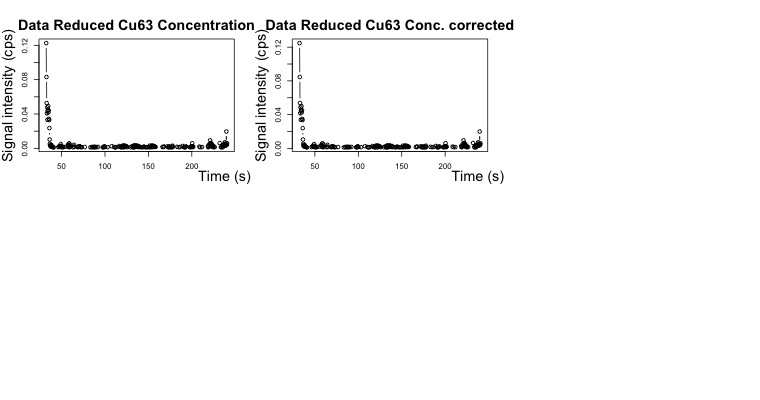 Data Reduced Cu63 Concentration
Signal intensity (cps)
0.00 0.04 0.08 0.12
50 100 150 200
Time (s)
Data Reduced Cu63 Conc. corrected
Signal intensity (cps)
0.00 0.04 0.08 0.12
50 100 150 200
Time (s)